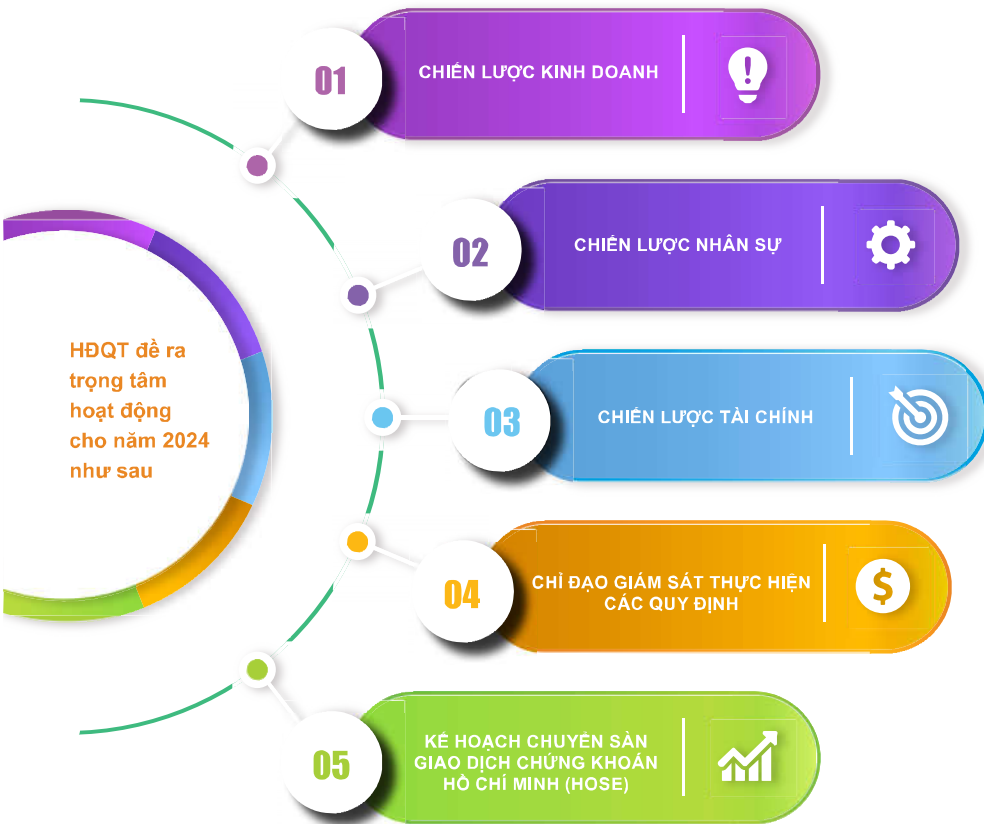 HĐQT đề ra
trọng tâm
hoạt động
cho năm 2024
như sau
01
CHIẾN LƯỢC KINH DOANH
02
CHIẾN LƯỢC NHÂN SỰ
03
CHIẾN LƯỢC TÀI CHÍNH
04
CHỈ ĐẠO GIÁM SÁT THỰC HIỆN
CÁC QUY ĐỊNH
05
KẾ HOẠCH CHUYỂN SÀN
GIAO DỊCH CHỨNG KHOÁN
HỒ CHÍ MINH (HOSE)